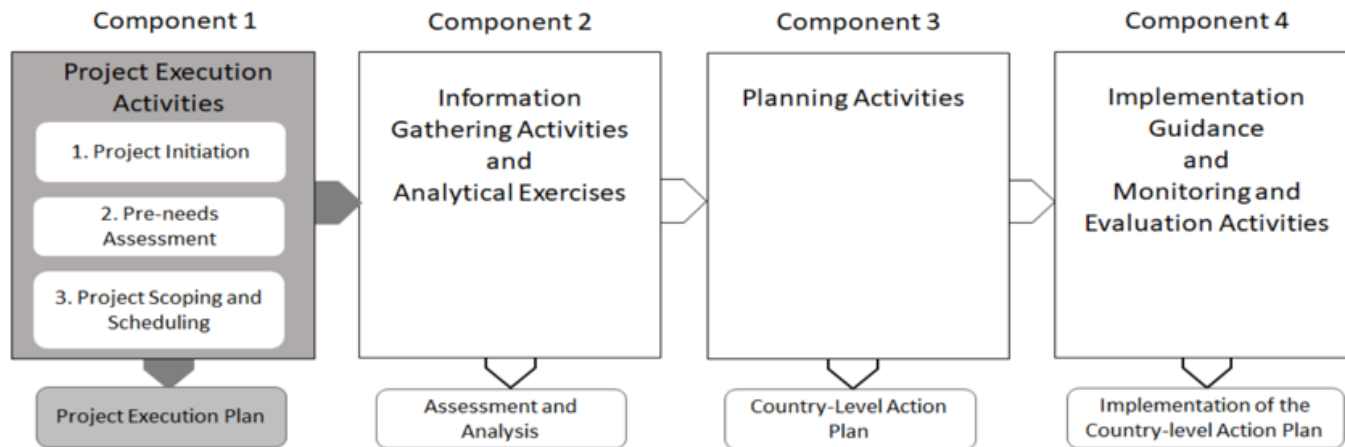 Component 1
Component 2
Component 3
Component 4
Project Execution
Activities
1. Project Initiation
2. Pre-needs
Assessment
3. Project Scoping and
Scheduling
Information
Gathering Activities
and
Analytical Exercises
Planning Activities
Implementation
Guidance
and
Monitoring and
Evaluation Activities
Project Execution Plan
Assessment and
Analysis
Country-Level Action
Plan
Implementation of the
Country-level Action Plan